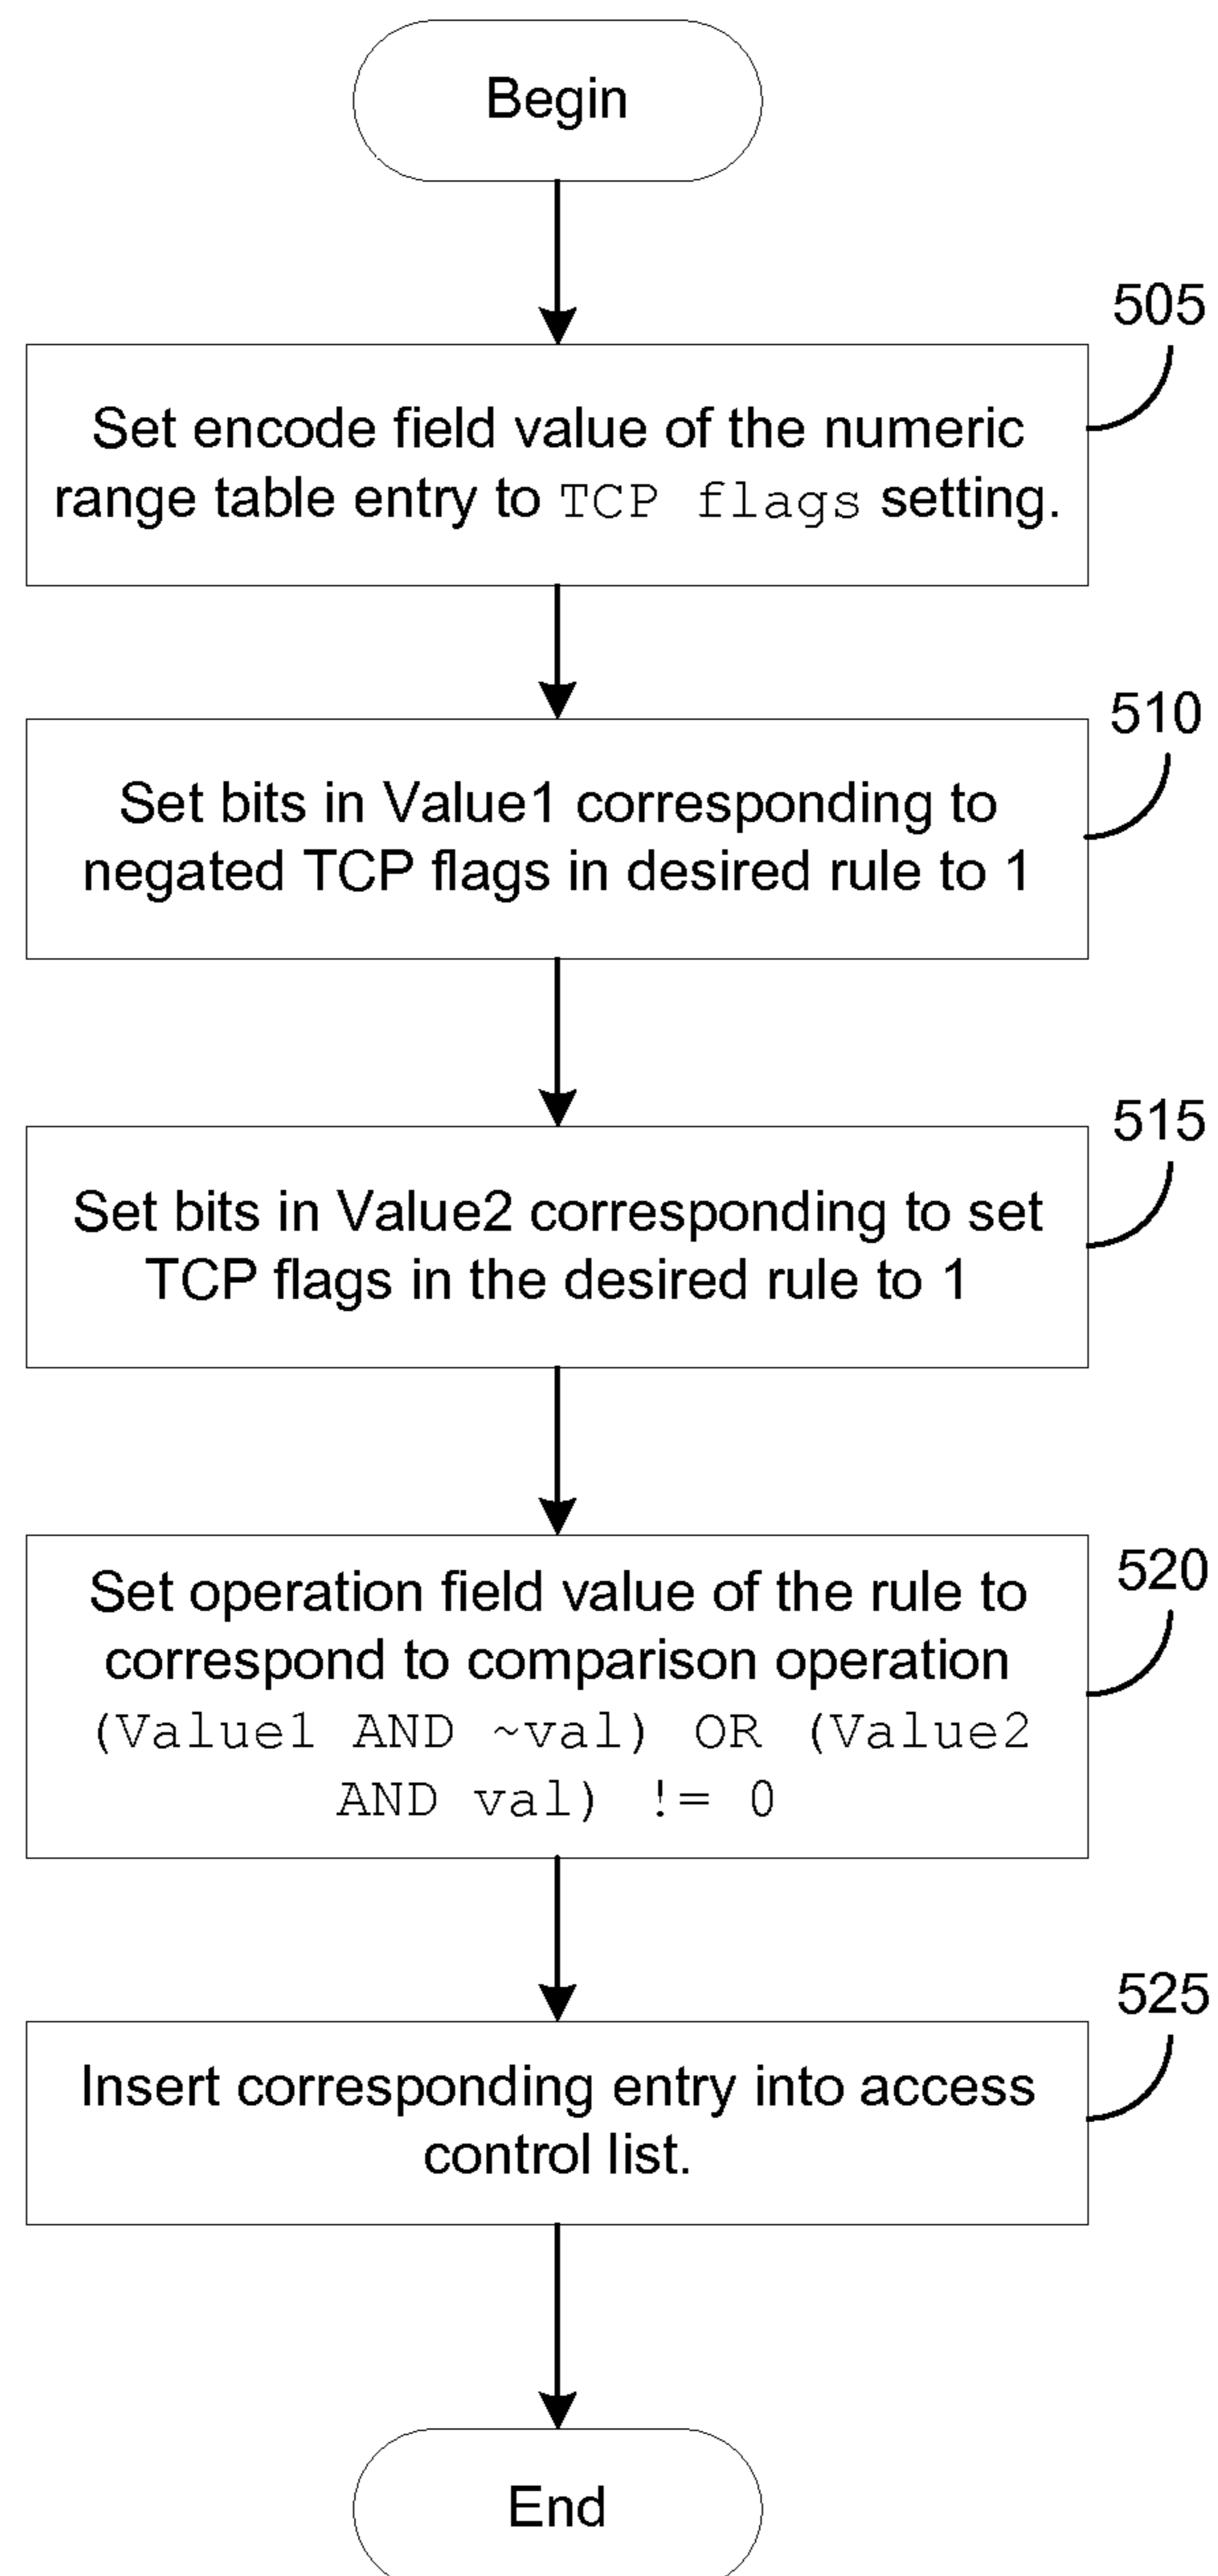 Begin
505
Set encode field value of the numeric
range table entry to TCP flags setting.
510
Set bits in Value1 corresponding to
negated TCP flags in desired rule to 1
515
Set bits in Value2 corresponding to set
TCP flags in the desired rule to 1
520
Set operation field value of the rule to
correspond to comparison operation
(Value1 AND ~val) OR (Value2
AND val) != 0
525
Insert corresponding entry into access
control list.
End